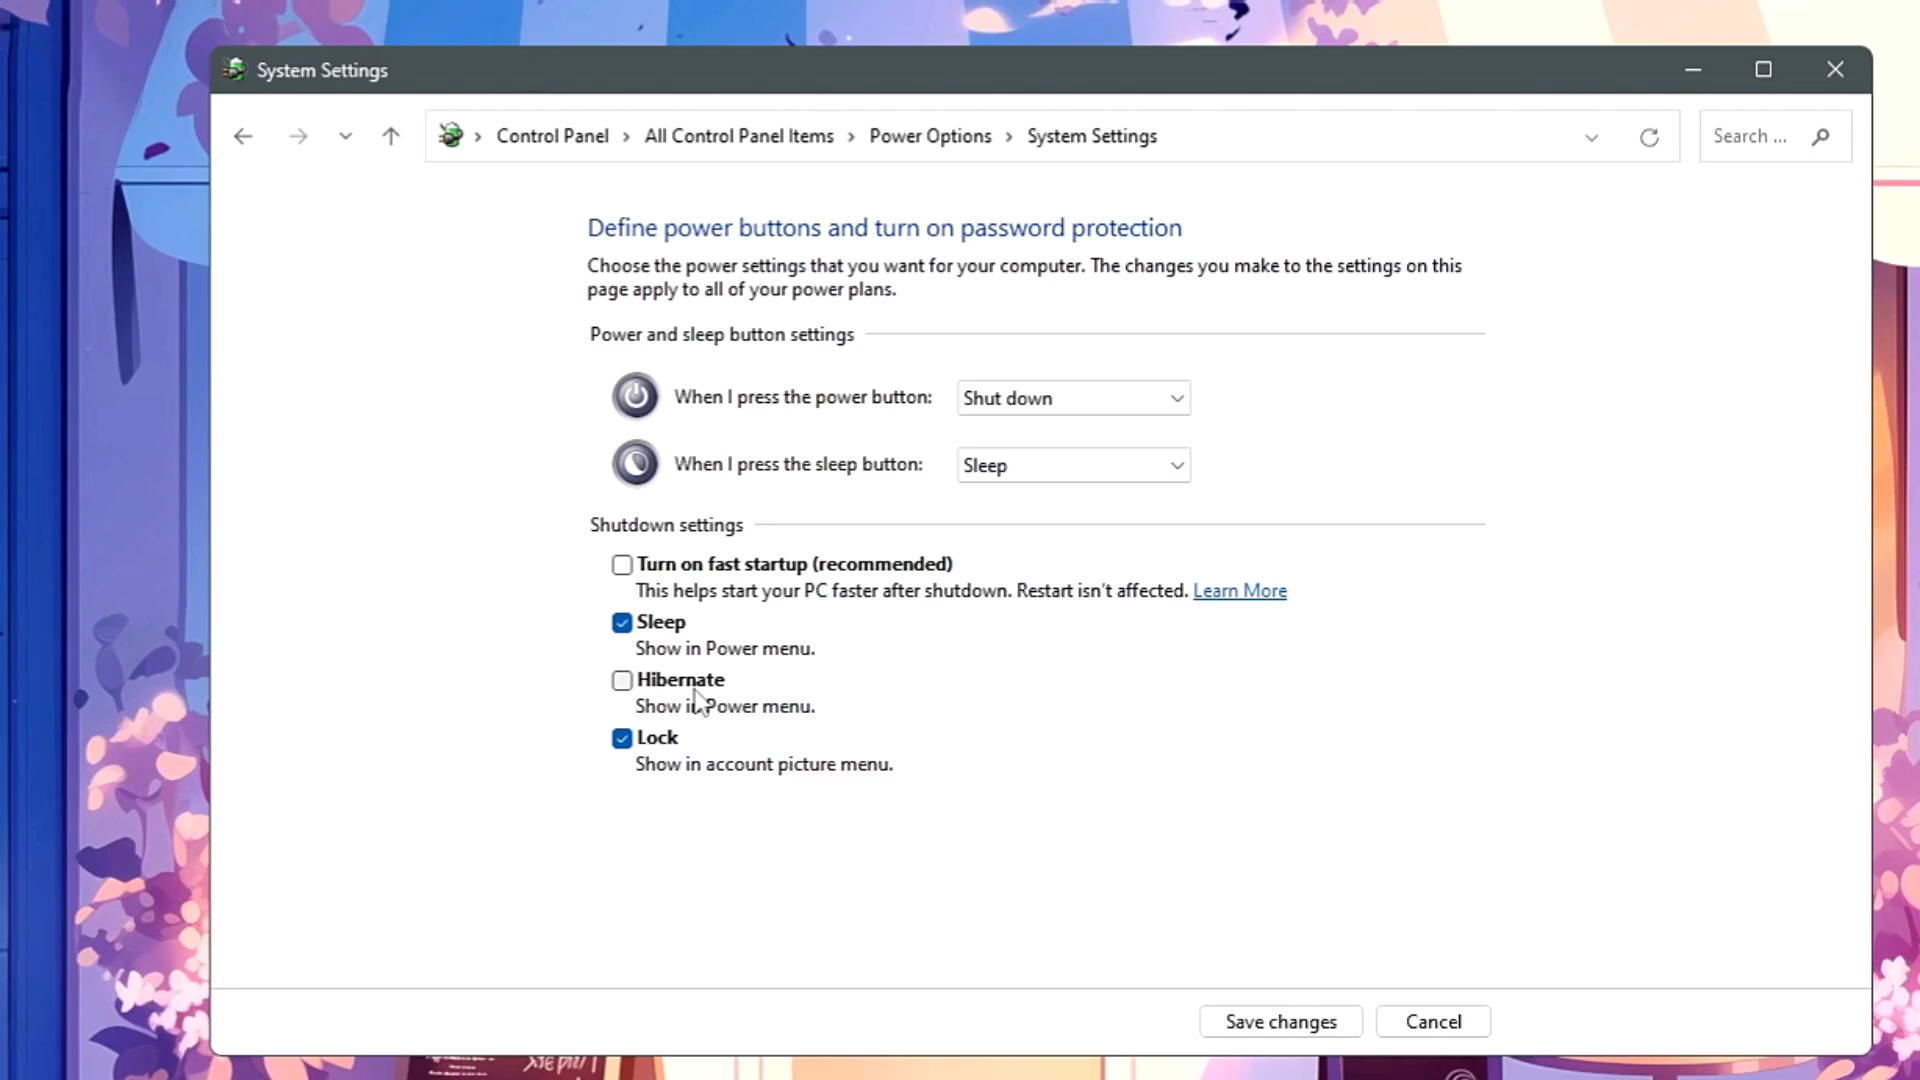 System Settings
Control Panel > All Control Panel Items > Power Options > System Settings
Search ...
Define power buttons and turn on password protection
Choose the power settings that you want for your computer. The changes you make to the settings on this
page apply to all of your power plans.
Power and sleep button settings
When I press the power button: Shut down
When I press the sleep button: Sleep
Shutdown settings
Turn on fast startup (recommended)
This helps start your PC faster after shutdown. Restart isn't affected. Learn More
Sleep
Show in Power menu.
Hibernate
Show in Power menu.
Lock
Show in account picture menu.
Save changes Cancel